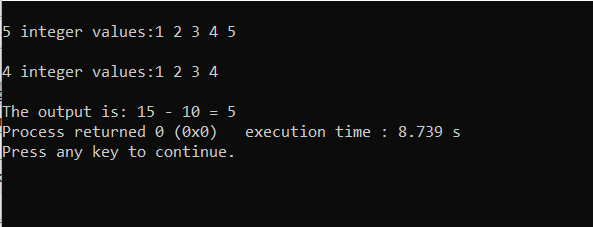 5 integer values:1 2 3 4 5
4 integer values:1 2 3 4
The output is: 15 - 10 = 5
Process returned 0 (0x0)   execution time : 8.739 s
Press any key to continue.